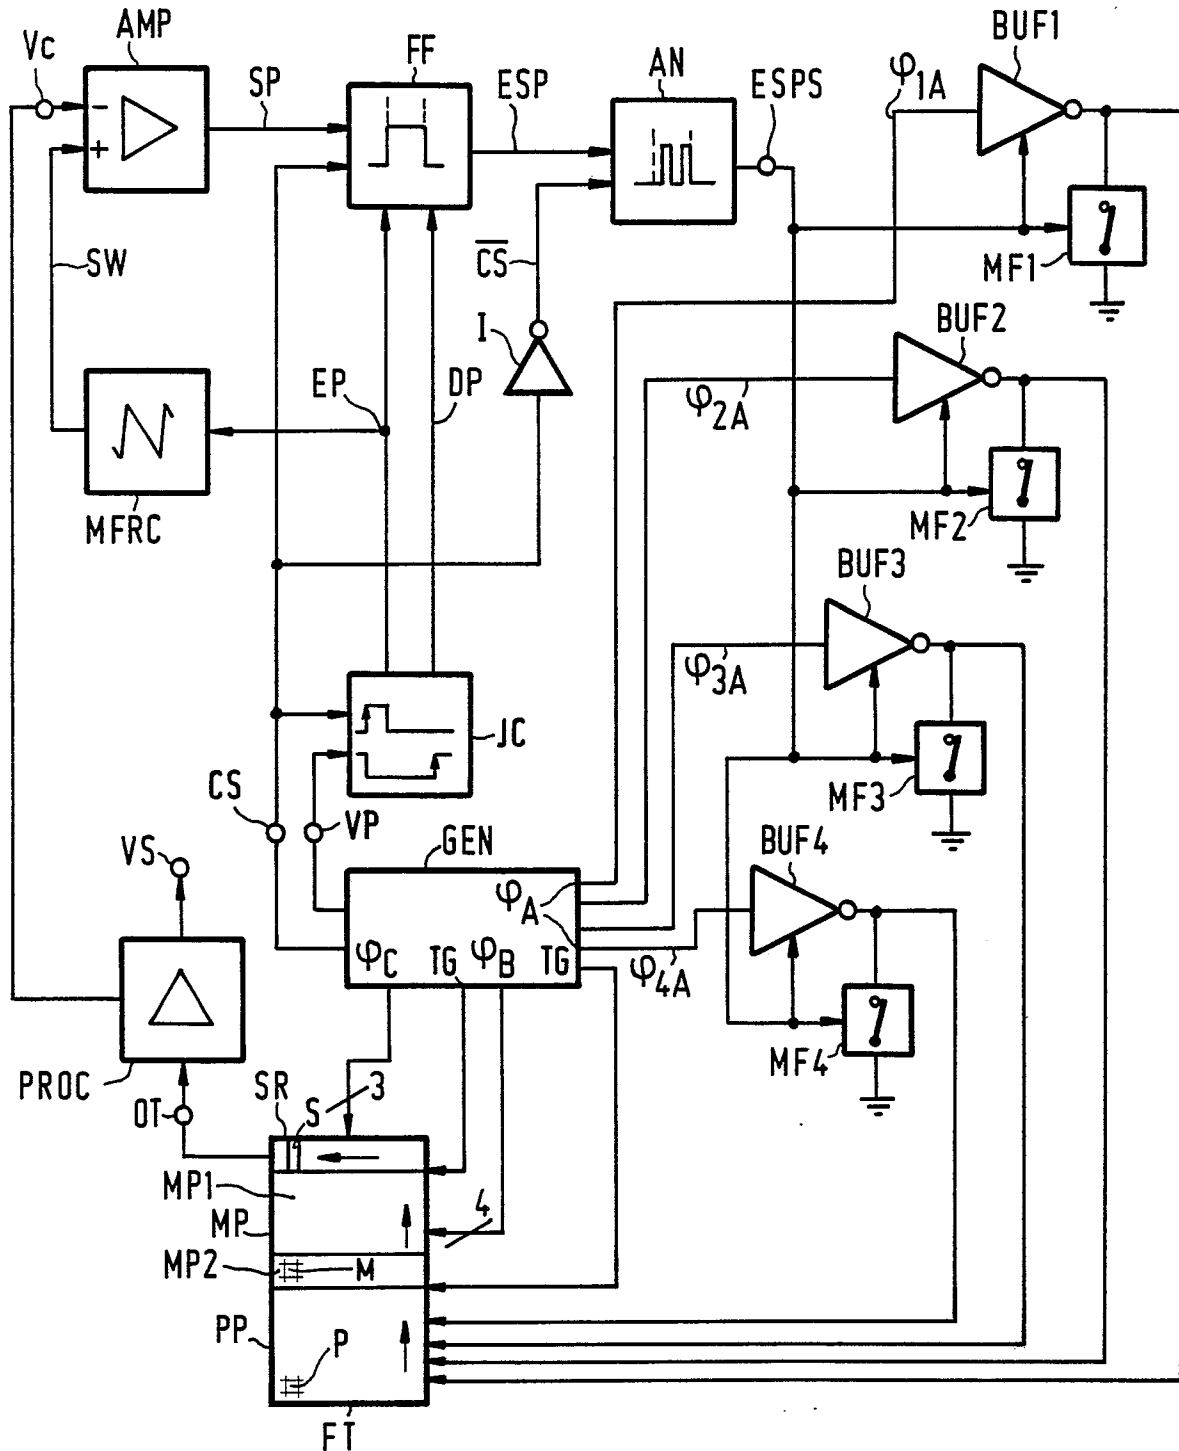 AMP
BUF1
Vc
FF
AN
SP
ESP
ESPS
φ1A
-
+
CS
SW
MF1
I
BUF2
EP
DP
φ2A
MFRC
MF2
BUF3
φ3A
JC
CS
VP
MF3
VS
GEN
BUF4
φA
φC TG φB TG
φ4A
PROC
MF4
SR
S
3
OT
MP1
MP
4
MP2
M
PP
P
FT